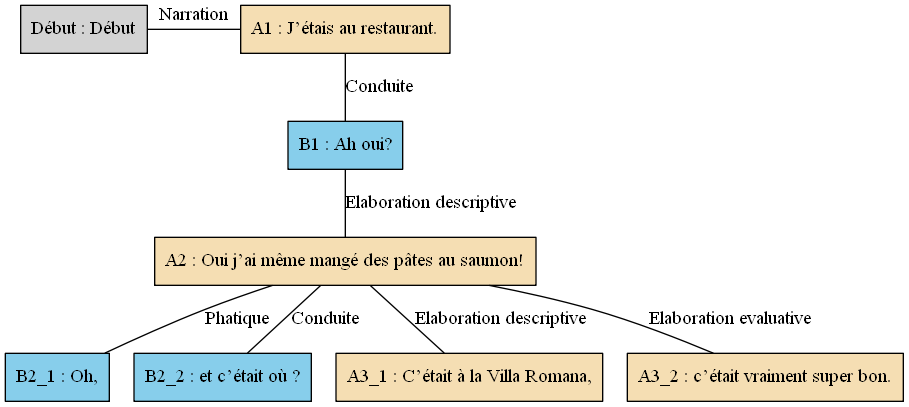 Début : Début
Narration
A1 : J’étais au restaurant.
Conduite
B1 : Ah oui?
Elaboration descriptive
A2 : Oui j’ai même mangé des pâtes au saumon!
Phatique
Conduite
Elaboration descriptive
Elaboration evaluative
B2_1 : Oh,
B2_2 : et c’était où ?
A3_1 : C’était à la Villa Romana,
A3_2 : c’était vraiment super bon.